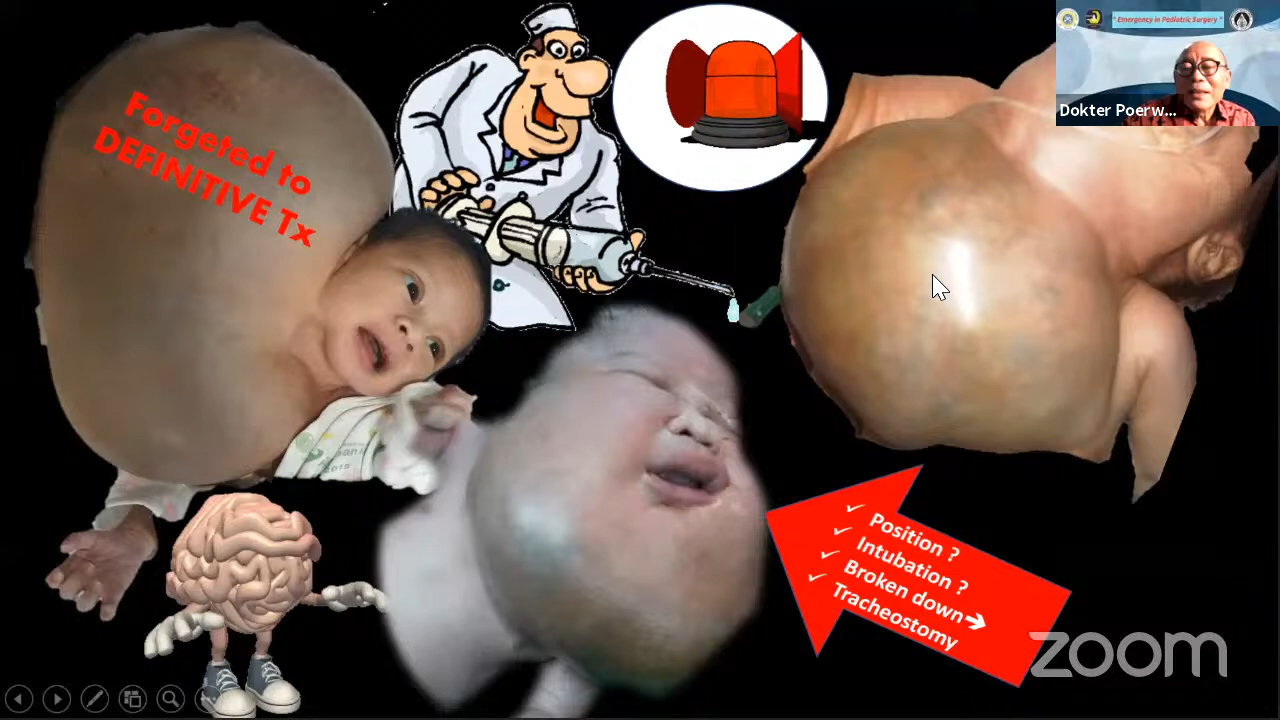 " Emergency in Pediatric Surgery "
Dokter Poerw...
Forgeted to
DEFINITIVE Tx
✓ Position ?
✓ Intubation ?
✓ Broken down➔
✓ Tracheostomy
zoom